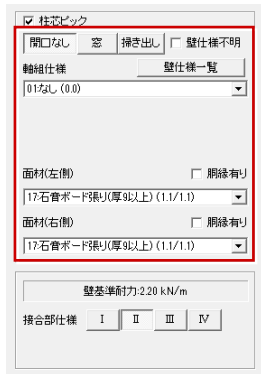 柱芯ピック
開口なし 窓 掃き出し 壁仕様不明
軸組仕様 壁仕様一覧
01:なし (0.0)
面材(左側) 胴縁有り
17:石膏ボード張り(厚9以上) (1.1/1.1)
面材(右側) 胴縁有り
17:石膏ボード張り(厚9以上) (1.1/1.1)
壁基準耐力:2.20 kN/m
接合部仕様 Ⅰ Ⅱ Ⅲ Ⅳ